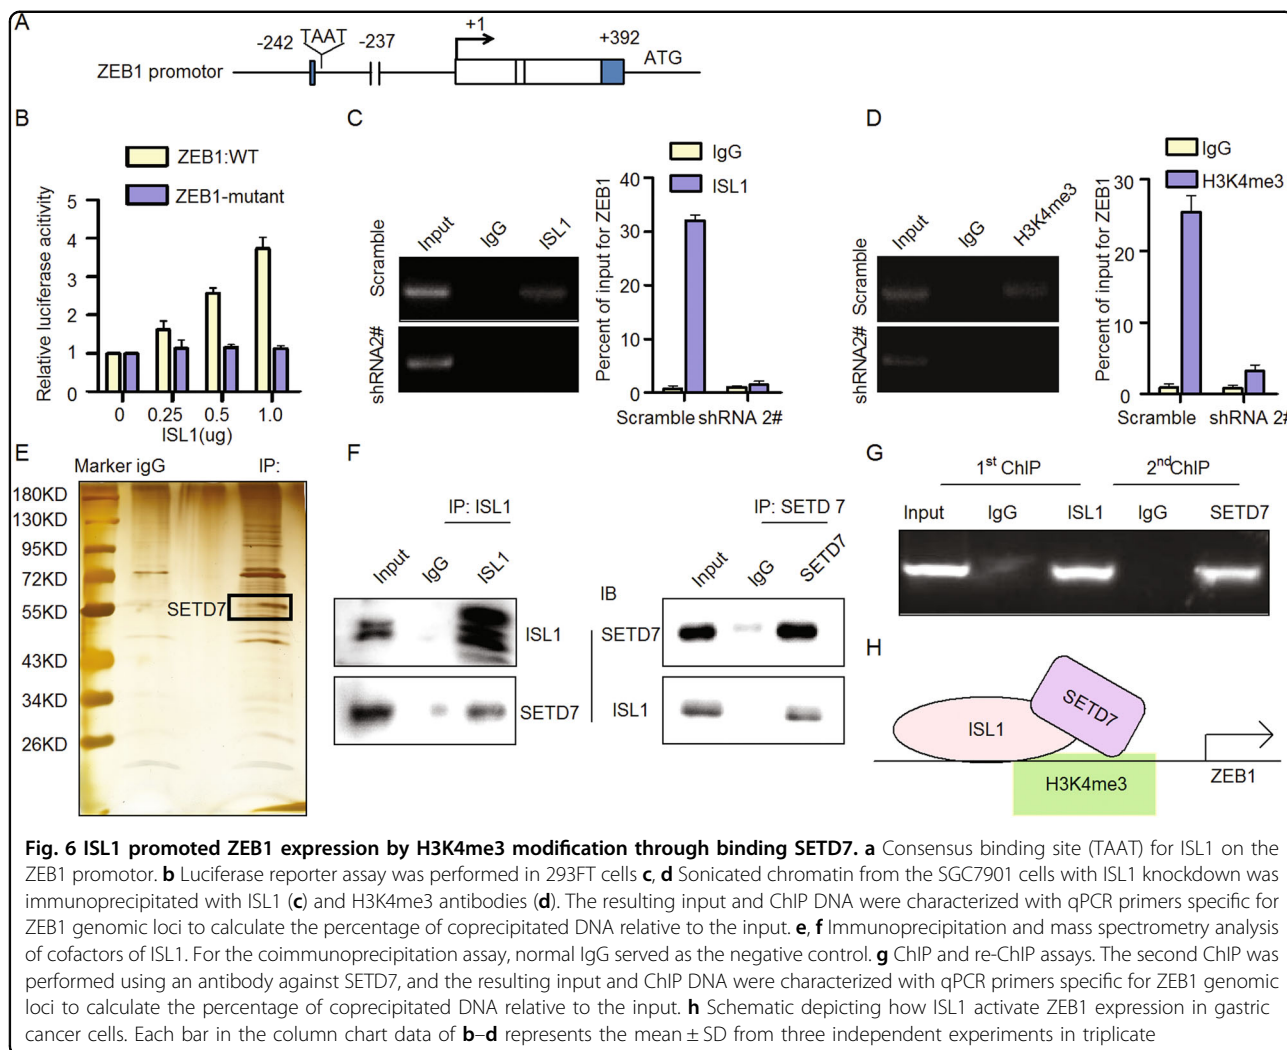 A
-242 TAAT -237 +1 +392 ATG
ZEB1 promotor
B
ZEB1:WT
ZEB1-mutant
Relative luciferase acitivity
5
4
3
2
1
0
0 0.25 0.5 1.0
ISL1(ug)
C
Input IgG ISL1
Scramble
shRNA2#
IgG
ISL1
Percent of input for ZEB1
40
30
20
10
0
Scramble shRNA 2#
D
Input IgG H3K4me3
Scramble
shRNA2#
IgG
H3K4me3
Percent of input for ZEB1
30
20
10
0
Scramble shRNA 2#
E
Marker igG IP:
180KD
130KD
95KD
72KD
55KD
43KD
34KD
26KD
SETD7
F
IP: ISL1
Input IgG ISL1
ISL1
SETD7
IB
IP: SETD 7
Input IgG SETD7
SETD7
ISL1
G
1st ChIP 2nd ChIP
Input IgG ISL1 IgG SETD7
H
ISL1
SETD7
H3K4me3
ZEB1
Fig. 6 ISL1 promoted ZEB1 expression by H3K4me3 modification through binding SETD7. a Consensus binding site (TAAT) for ISL1 on the
ZEB1 promotor. b Luciferase reporter assay was performed in 293FT cells c, d Sonicated chromatin from the SGC7901 cells with ISL1 knockdown was
immunoprecipitated with ISL1 (c) and H3K4me3 antibodies (d). The resulting input and ChIP DNA were characterized with qPCR primers specific for
ZEB1 genomic loci to calculate the percentage of coprecipitated DNA relative to the input. e, f Immunoprecipitation and mass spectrometry analysis
of cofactors of ISL1. For the coimmunoprecipitation assay, normal IgG served as the negative control. g ChIP and re-ChIP assays. The second ChIP was
performed using an antibody against SETD7, and the resulting input and ChIP DNA were characterized with qPCR primers specific for ZEB1 genomic
loci to calculate the percentage of coprecipitated DNA relative to the input. h Schematic depicting how ISL1 activate ZEB1 expression in gastric
cancer cells. Each bar in the column chart data of b–d represents the mean ± SD from three independent experiments in triplicate